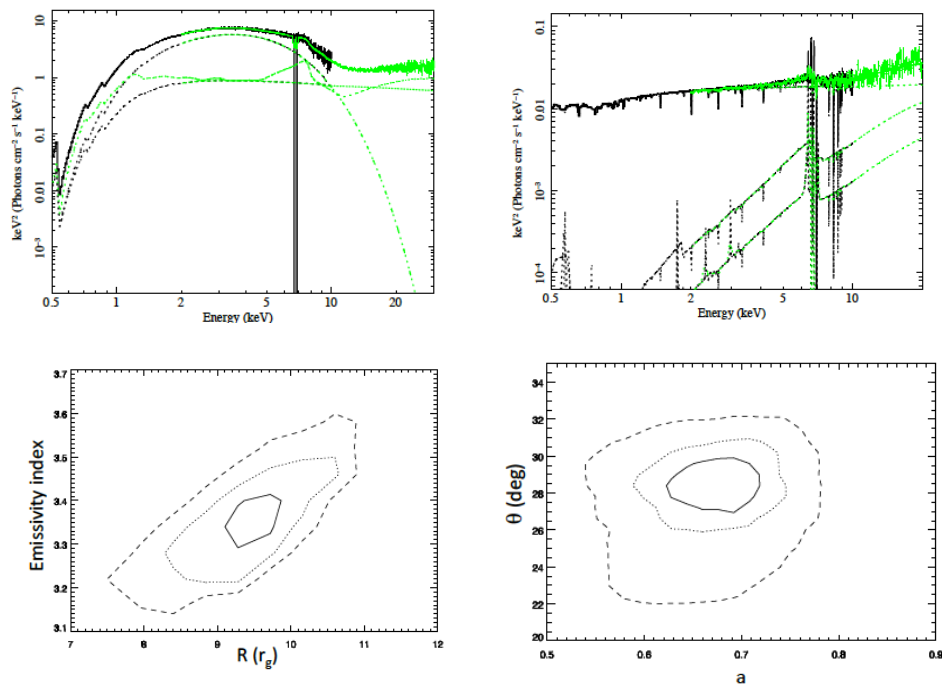 10
1
0.1
0.01
10⁻³
keV² (Photons cm⁻² s⁻¹ keV⁻¹)
0.5 1 2 5 10 20
Energy (keV)
0.1
0.01
10⁻³
10⁻⁴
keV² (Photons cm⁻² s⁻¹ keV⁻¹)
0.5 1 2 5 10
Energy (keV)
3.7
3.6
3.5
3.4
3.3
3.2
3.1
Emissivity index
7 8 9 10 11 12
R (r_g)
34
32
30
28
26
24
22
20
θ (deg)
0.5 0.6 0.7 0.8 0.9
a